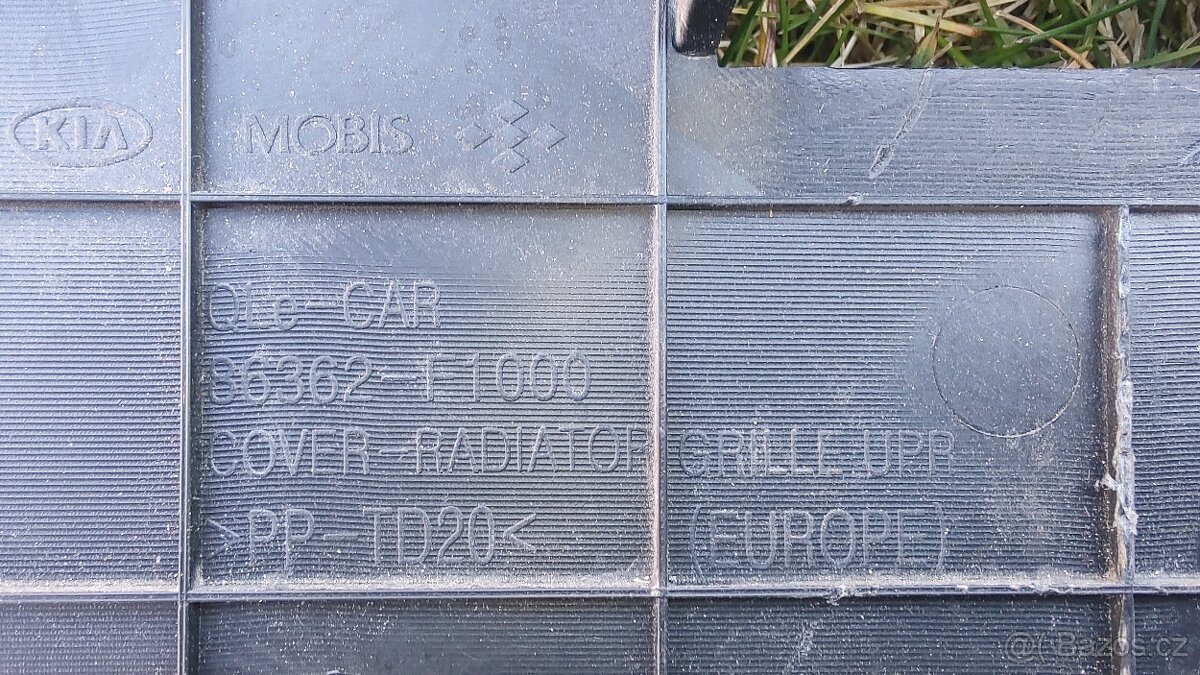 KIA MOBIS
QLe-CAR
86362-F1000
COVER-RADIATOR GRILLE UPR
>PP-TD20< (EUROPE)
@( Bazos.cz